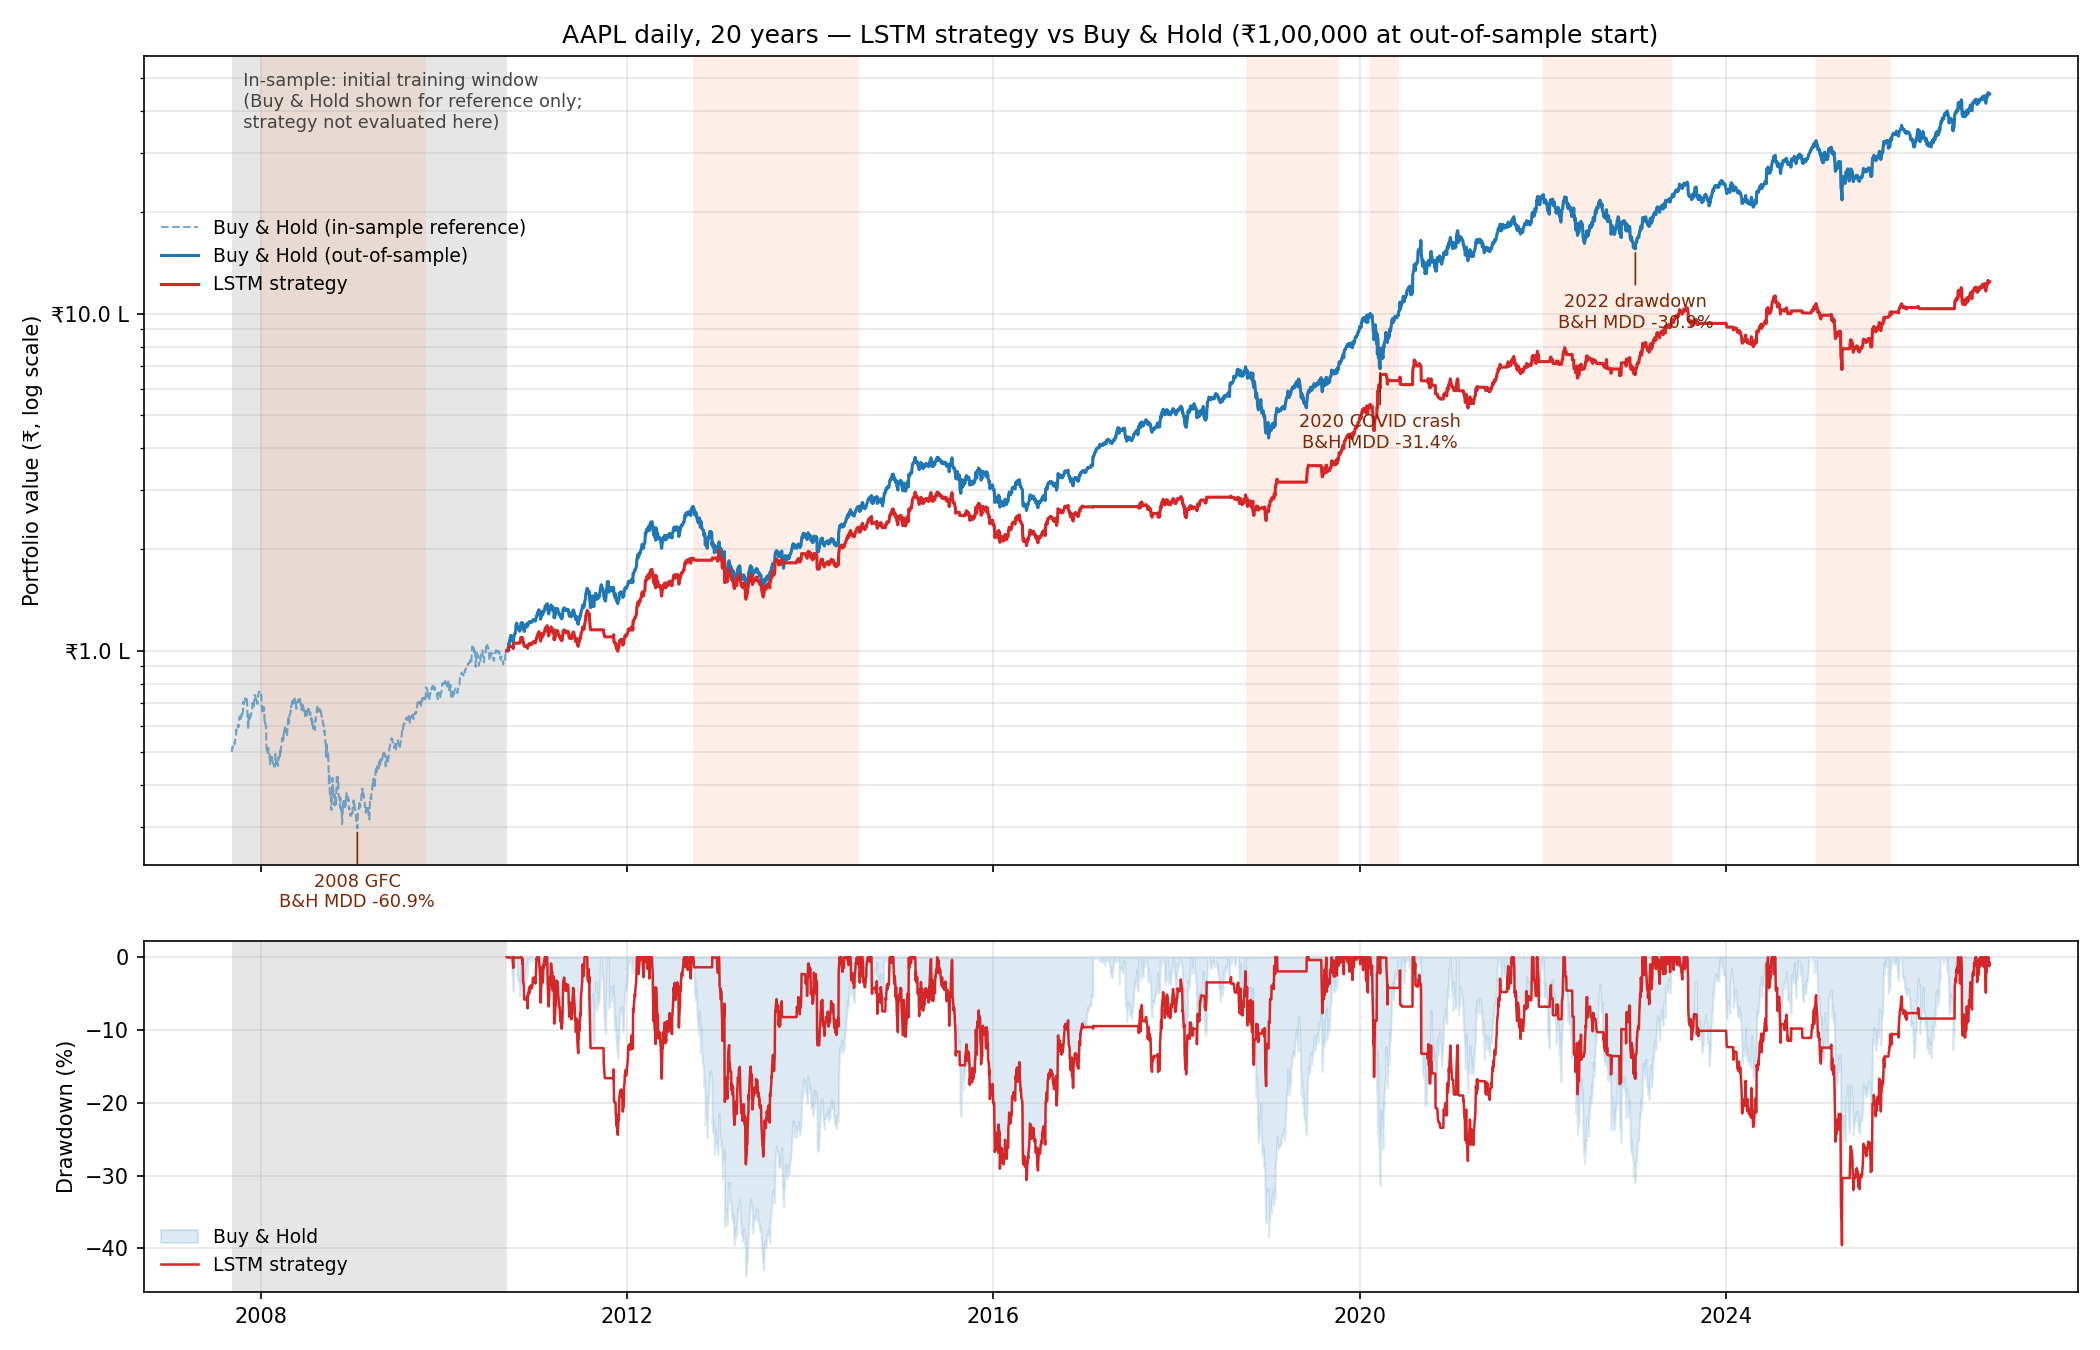 AAPL daily, 20 years — LSTM strategy vs Buy & Hold (₹1,00,000 at out-of-sample start)
In-sample: initial training window
(Buy & Hold shown for reference only;
strategy not evaluated here)
Buy & Hold (in-sample reference)
Buy & Hold (out-of-sample)
LSTM strategy
Portfolio value (₹, log scale)
₹10.0 L
₹1.0 L
2022 drawdown
B&H MDD -30.9%
2020 COVID crash
B&H MDD -31.4%
2008 GFC
B&H MDD -60.9%
Drawdown (%)
0
−10
−20
−30
−40
Buy & Hold
LSTM strategy
2008
2012
2016
2020
2024